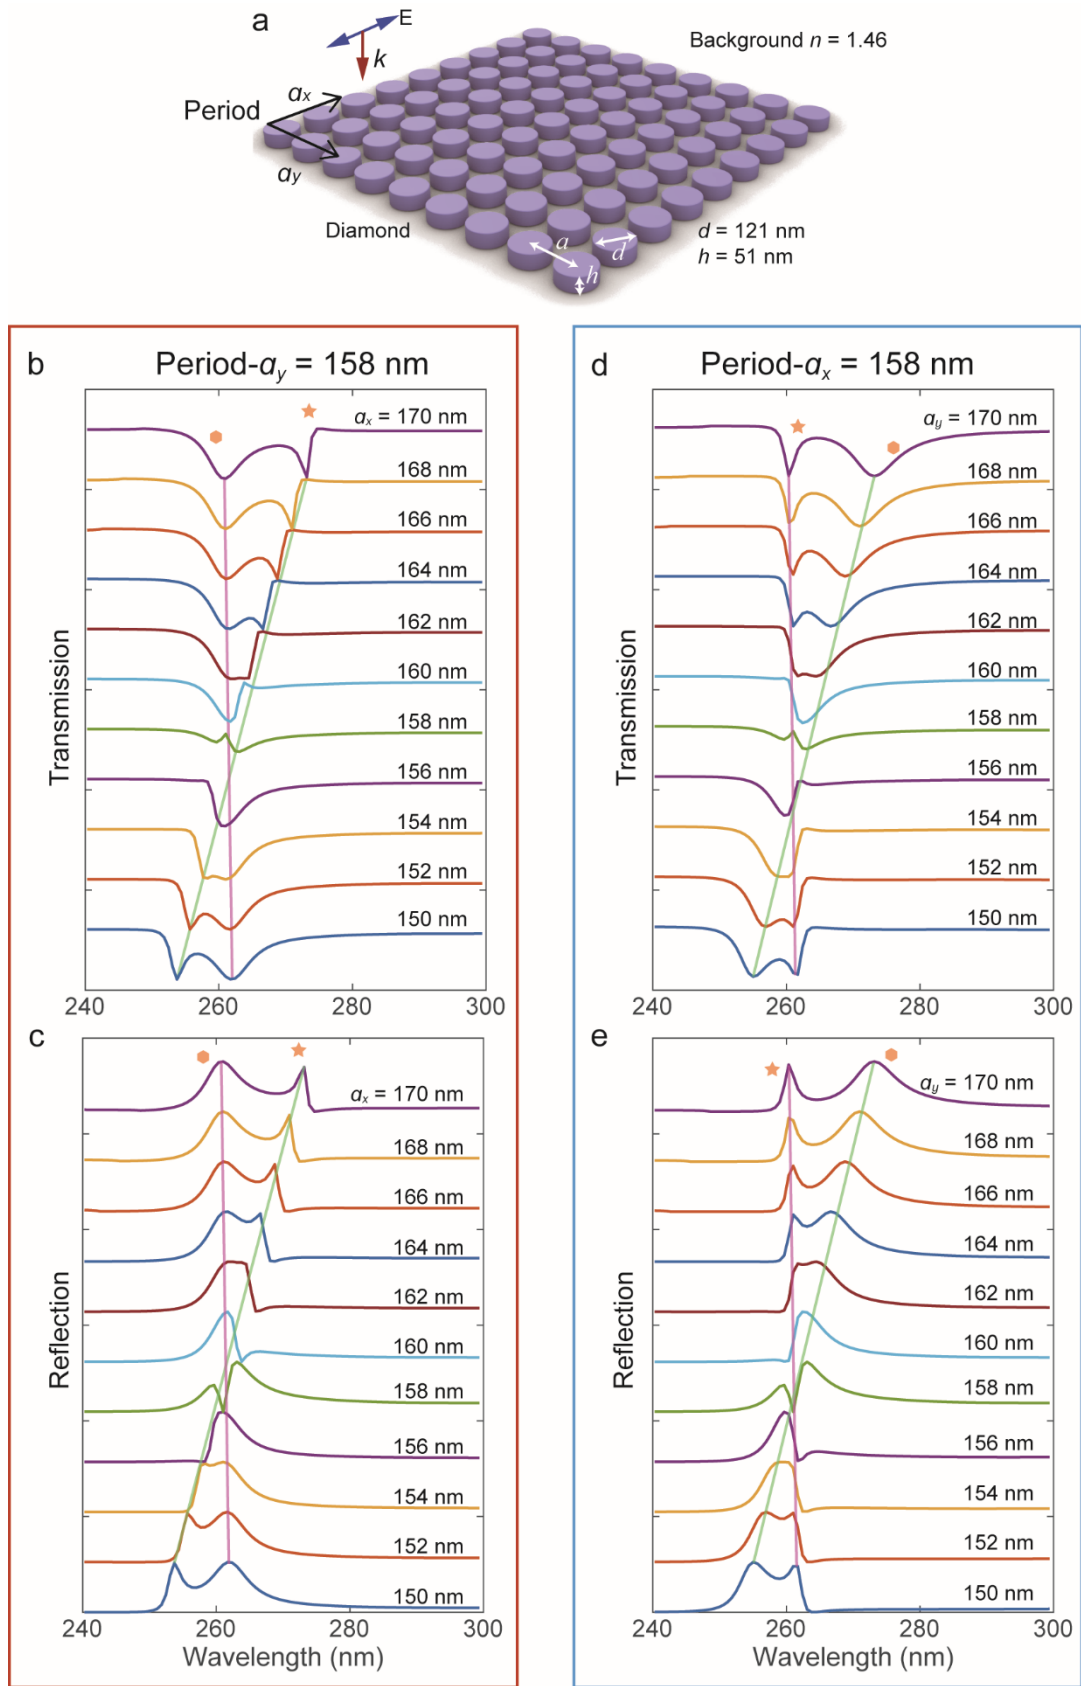 a
E
k
Background n = 1.46
Period
aₓ
a_y
Diamond
a
d
h
d = 121 nm
h = 51 nm
b
Period-a_y = 158 nm
aₓ = 170 nm
168 nm
166 nm
164 nm
162 nm
160 nm
158 nm
156 nm
154 nm
152 nm
150 nm
Transmission
240
260
280
300
c
aₓ = 170 nm
168 nm
166 nm
164 nm
162 nm
160 nm
158 nm
156 nm
154 nm
152 nm
150 nm
Reflection
240
260
280
300
Wavelength (nm)
d
Period-aₓ = 158 nm
a_y = 170 nm
168 nm
166 nm
164 nm
162 nm
160 nm
158 nm
156 nm
154 nm
152 nm
150 nm
Transmission
240
260
280
300
e
a_y = 170 nm
168 nm
166 nm
164 nm
162 nm
160 nm
158 nm
156 nm
154 nm
152 nm
150 nm
Reflection
240
260
280
300
Wavelength (nm)